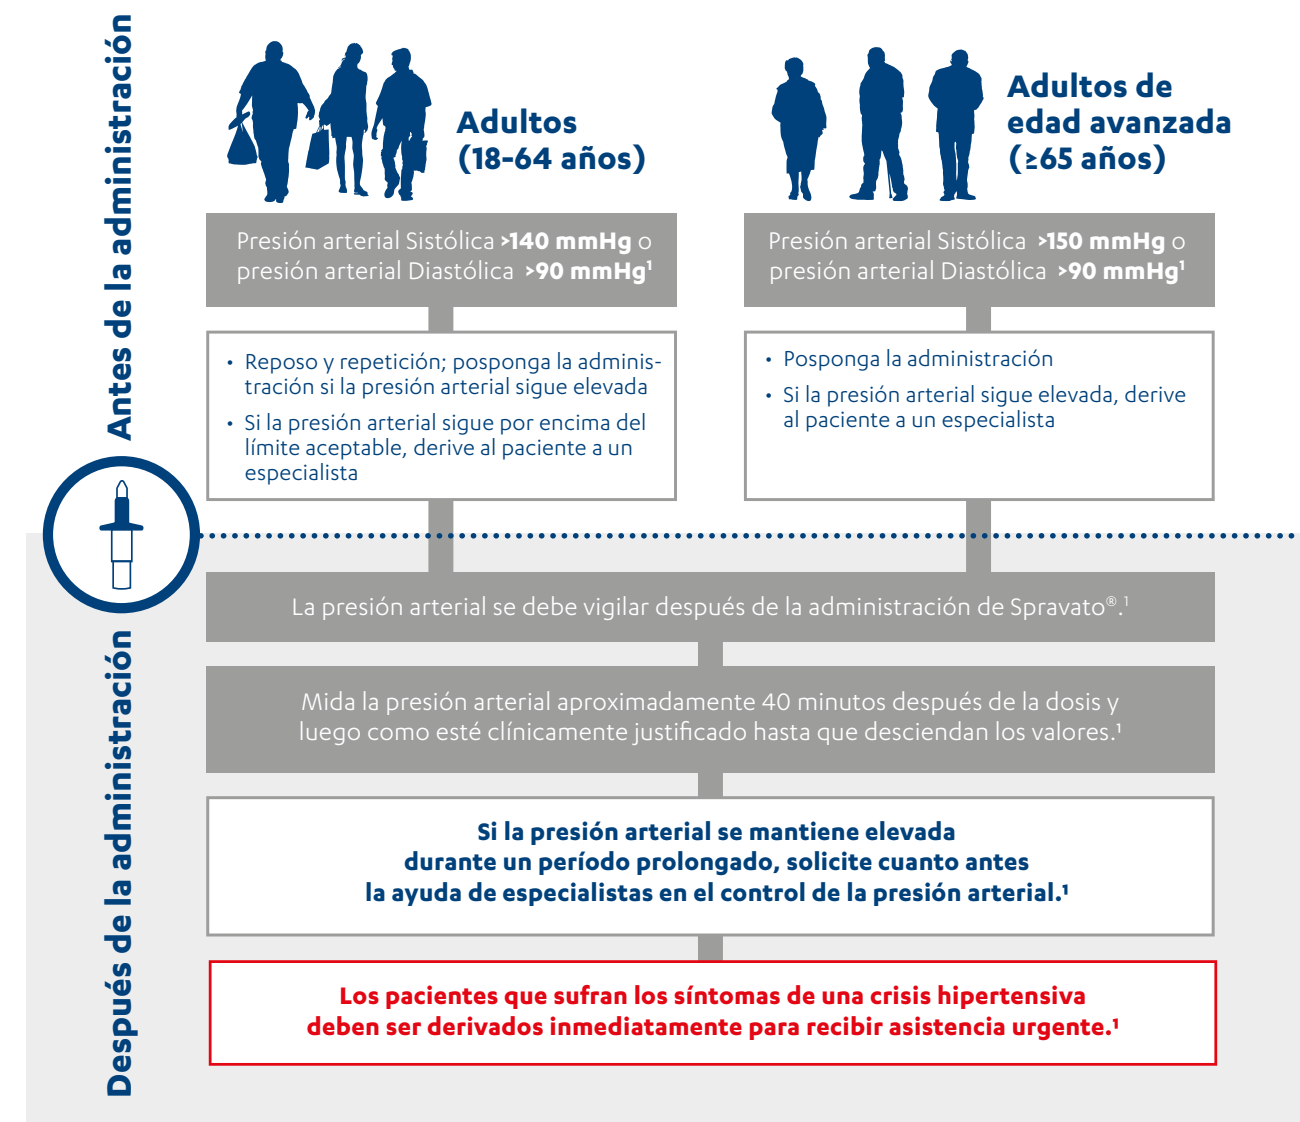 Antes de la administración
Adultos
(18-64 años)
Presión arterial Sistólica >140 mmHg o
presión arterial Diastólica >90 mmHg¹
• Reposo y repetición; posponga la adminis-
tración si la presión arterial sigue elevada
• Si la presión arterial sigue por encima del
límite aceptable, derive al paciente a un
especialista
Adultos de
edad avanzada
(≥65 años)
Presión arterial Sistólica >150 mmHg o
presión arterial Diastólica >90 mmHg¹
• Posponga la administración
• Si la presión arterial sigue elevada, derive
al paciente a un especialista
Después de la administración
La presión arterial se debe vigilar después de la administración de Spravato®.¹
Mida la presión arterial aproximadamente 40 minutos después de la dosis y
luego como esté clínicamente justificado hasta que desciendan los valores.¹
Si la presión arterial se mantiene elevada
durante un período prolongado, solicite cuanto antes
la ayuda de especialistas en el control de la presión arterial.¹
Los pacientes que sufran los síntomas de una crisis hipertensiva
deben ser derivados inmediatamente para recibir asistencia urgente.¹